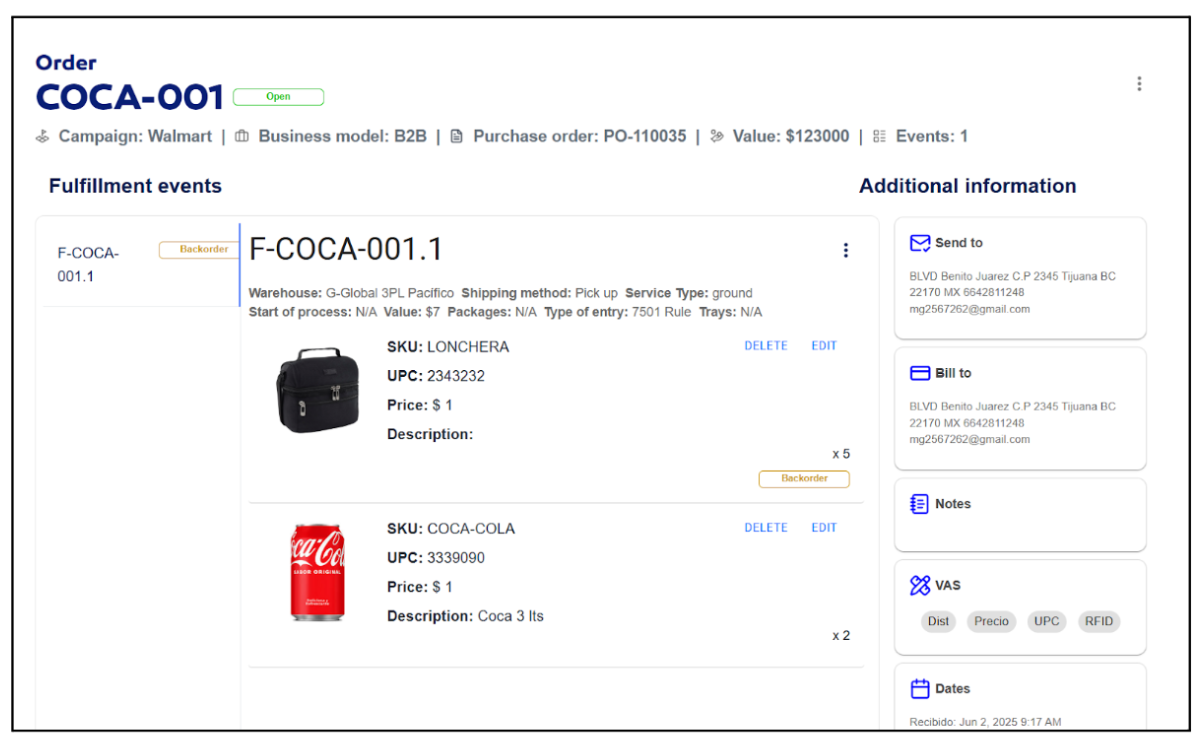 Order
COCA-001 Open
Campaign: Walmart | Business model: B2B | Purchase order: PO-110035 | Value: $123000 | Events: 1
Fulfillment events
F-COCA-001.1 Backorder
F-COCA-001.1
Warehouse: G-Global 3PL Pacífico Shipping method: Pick up Service Type: ground
Start of process: N/A Value: $7 Packages: N/A Type of entry: 7501 Rule Trays: N/A
SKU: LONCHERA DELETE EDIT
UPC: 2343232
Price: $ 1
Description:
x 5
Backorder
Coca-Cola
SABOR ORIGINAL
SKU: COCA-COLA DELETE EDIT
UPC: 3339090
Price: $ 1
Description: Coca 3 lts
x 2
Additional information
Send to
BLVD Benito Juarez C.P 2345 Tijuana BC
22170 MX 6642811248
mg2567262@gmail.com
Bill to
BLVD Benito Juarez C.P 2345 Tijuana BC
22170 MX 6642811248
mg2567262@gmail.com
Notes
VAS
Dist Precio UPC RFID
Dates
Recibido: Jun 2, 2025 9:17 AM